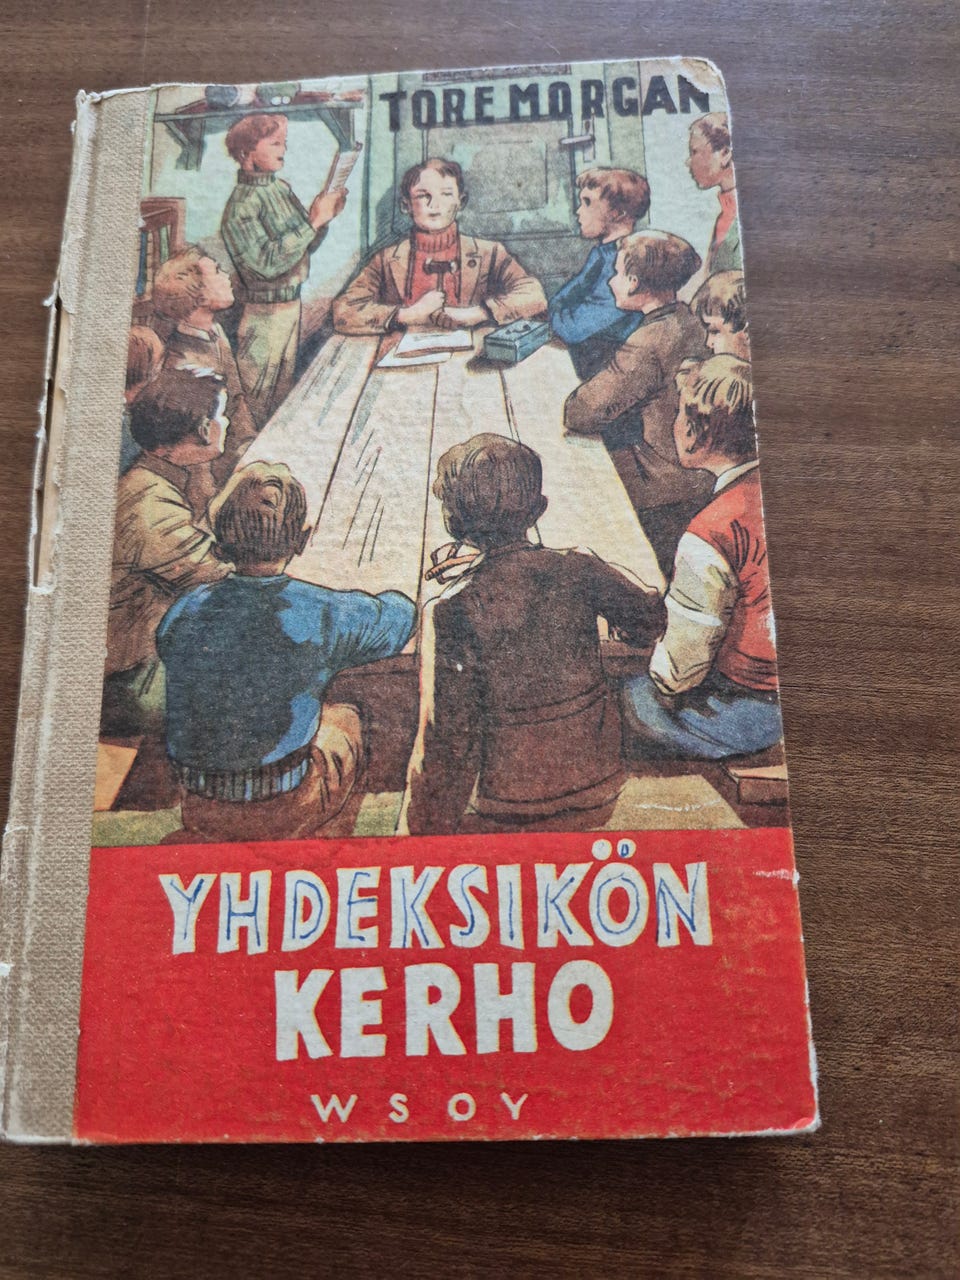 TORE MORGAN
YHDEKSIKÖN
KERHO
WSOY